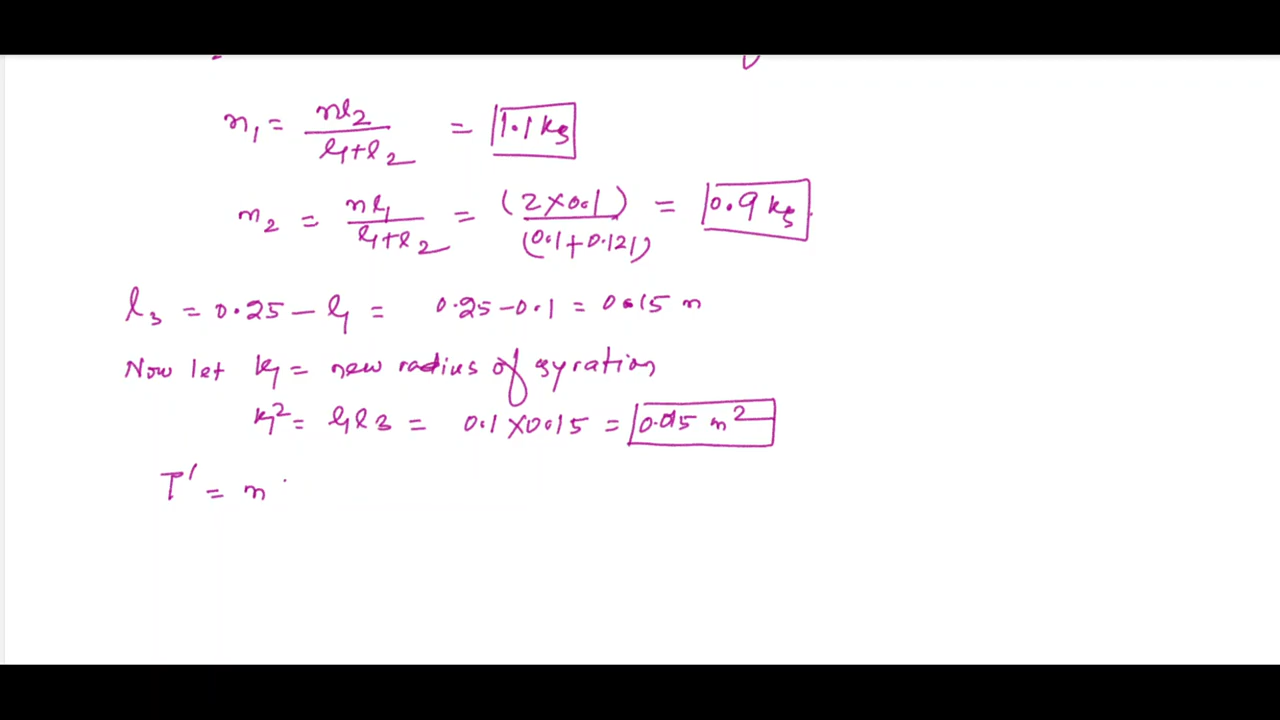 m₁ = ml₂ / l₁+l₂ = 1.1 kg
m₂ = ml₁ / l₁+l₂ = (2×0.1) / (0.1+0.121) = 0.9 kg.
l₃ = 0.25 – l₁ = 0.25 – 0.1 = 0.15 m
Now let k₁ = new radius of gyration
k₁² = l₁l₃ = 0.1 × 0.15 = 0.015 m²
T' = m